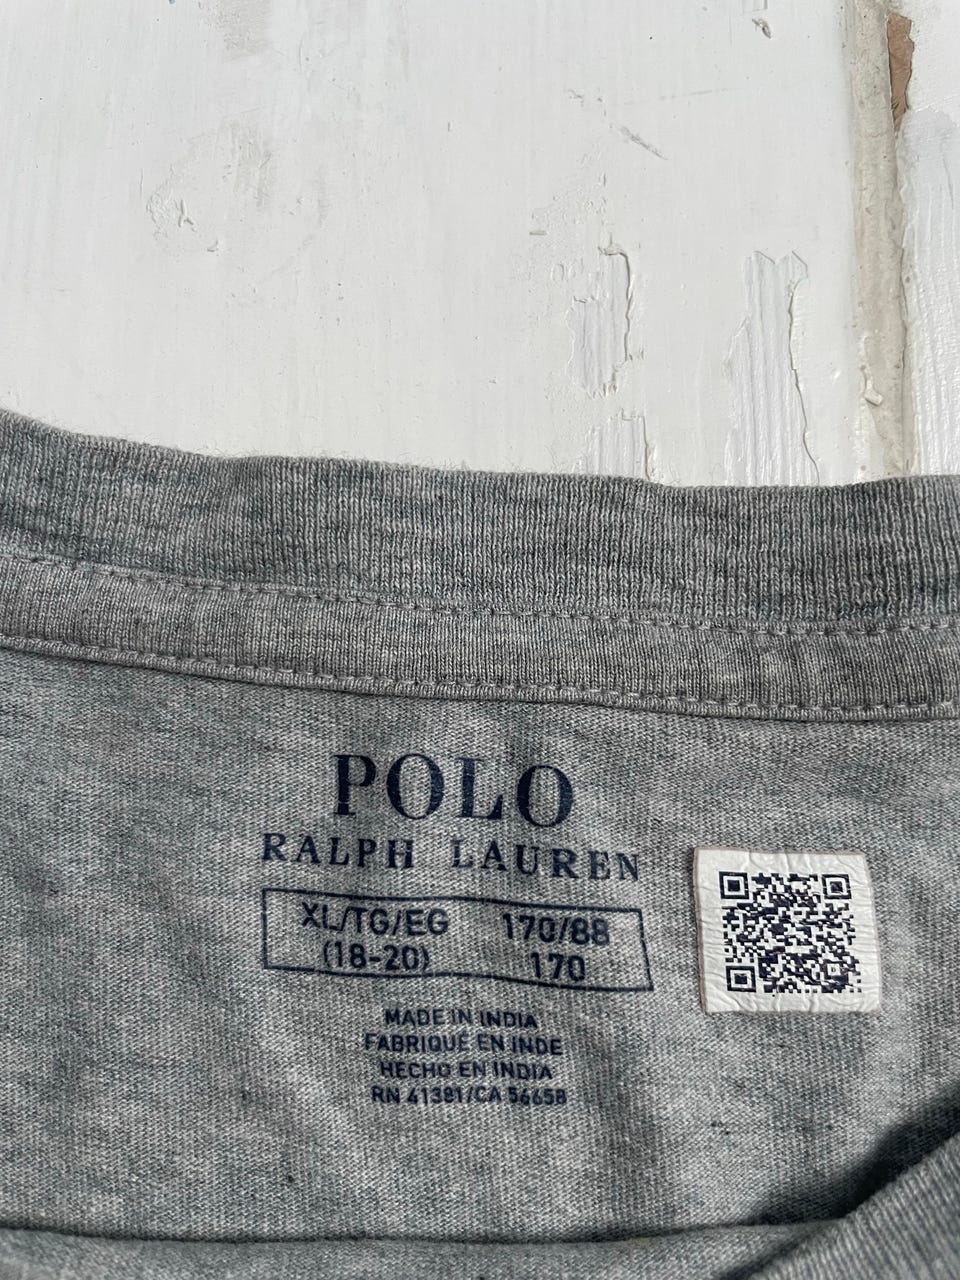 POLO
RALPH LAUREN
XL/TG/EG 170/88
(18-20) 170
MADE IN INDIA
FABRIQUÉ EN INDE
HECHO EN INDIA
RN 41381/CA 56658